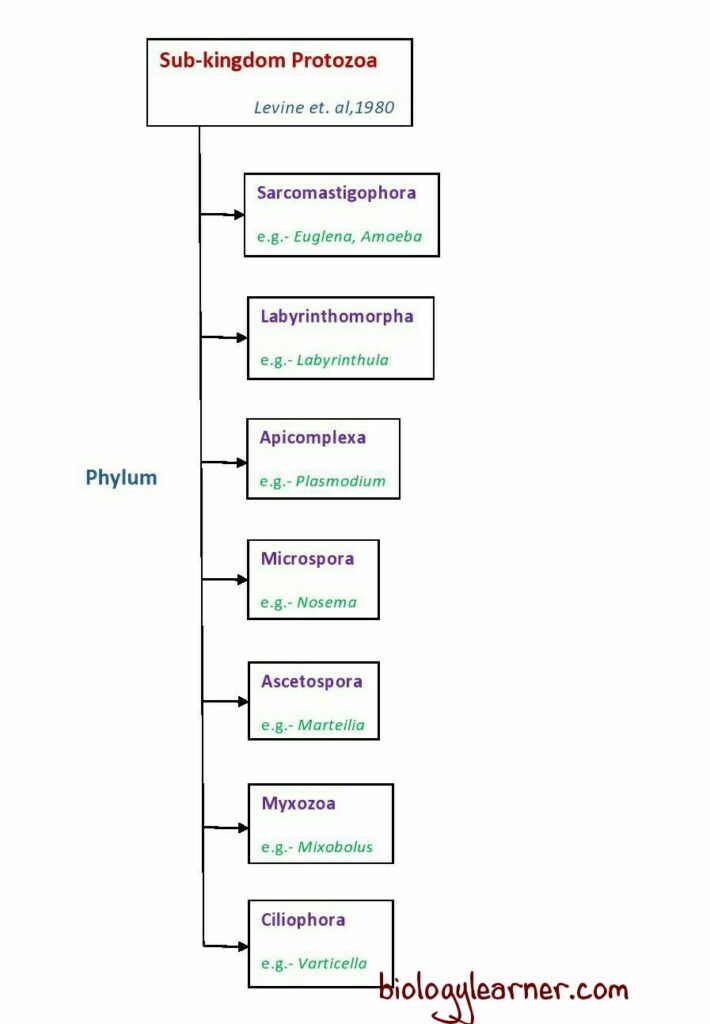 Sub-kingdom Protozoa
Levine et. al,1980
Sarcomastigophora
e.g.- Euglena, Amoeba
Labyrinthomorpha
e.g.- Labyrinthula
Apicomplexa
e.g.- Plasmodium
Phylum
Microspora
e.g.- Nosema
Ascetospora
e.g.- Marteilia
Myxozoa
e.g.- Mixobolus
Ciliophora
e.g.- Varticella
biologylearner.com